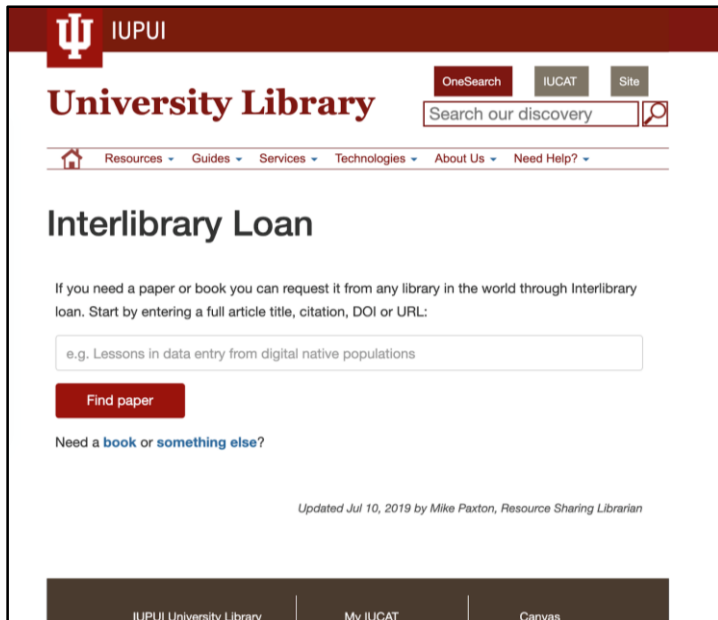 IUPUI
University Library
OneSearch IUCAT Site
Search our discovery
Resources Guides Services Technologies About Us Need Help?
Interlibrary Loan
If you need a paper or book you can request it from any library in the world through Interlibrary
loan. Start by entering a full article title, citation, DOI or URL:
e.g. Lessons in data entry from digital native populations
Find paper
Need a book or something else?
Updated Jul 10, 2019 by Mike Paxton, Resource Sharing Librarian
IUPUI University Library My IUCAT Canvas